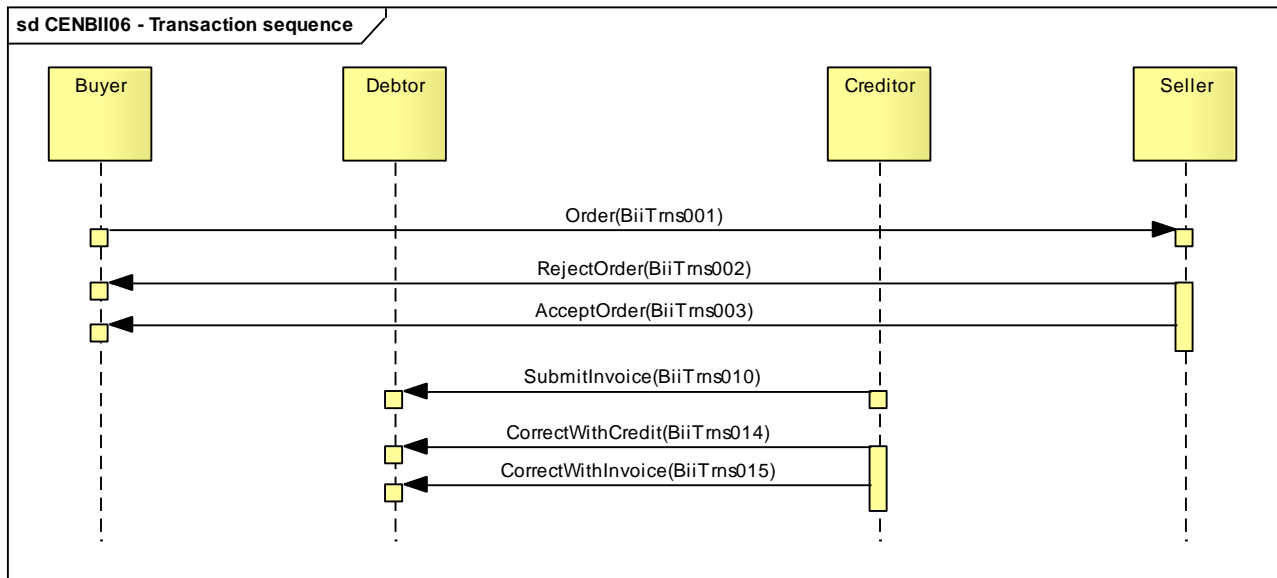 sd CENBII06 - Transaction sequence
Buyer
Debtor
Creditor
Seller
Order(BiiTrns001)
RejectOrder(BiiTrns002)
AcceptOrder(BiiTrns003)
SubmitInvoice(BiiTrns010)
CorrectWithCredit(BiiTrns014)
CorrectWithInvoice(BiiTrns015)